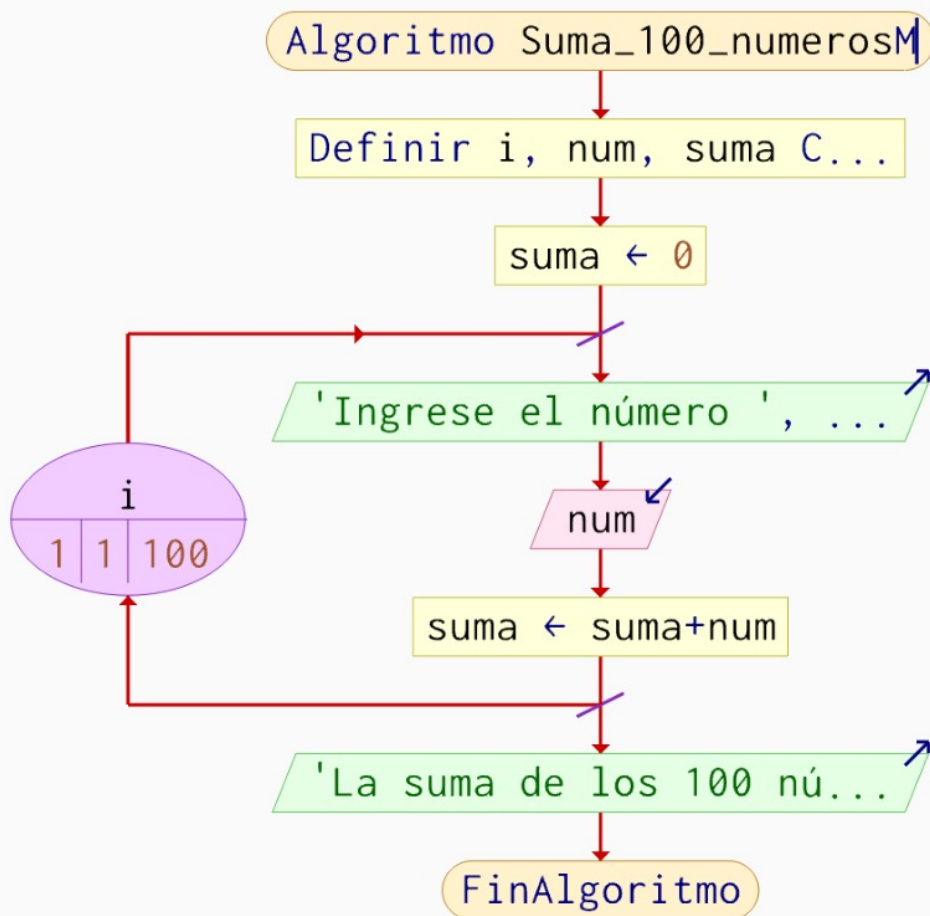 Algoritmo Suma_100_numerosM
Definir i, num, suma C...
suma ← 0
'Ingrese el número ', ...
i
1 1 100
num
suma ← suma+num
'La suma de los 100 nú...
FinAlgoritmo